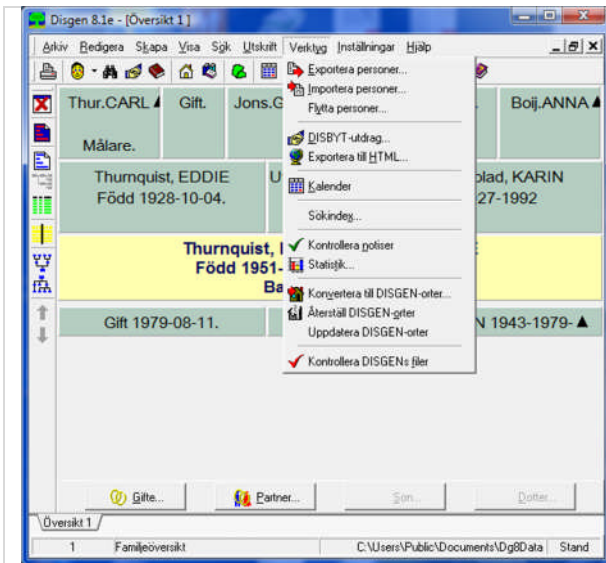 Disgen 8.1e - [Översikt 1 ]
Arkiv Redigera Skapa Visa Sök Utskrift Verktyg Inställningar Hjälp
Exportera personer...
Importera personer...
Flytta personer...
DISBYT-utdrag...
Exportera till HTML...
Kalender
Sökindex...
Kontrollera notiser
Statistik...
Konvertera till DISGEN-orter...
Återställ DISGEN-orter
Uppdatera DISGEN-orter
Kontrollera DISGENs filer
Thur.CARL Gift. Jons.G Boij.ANNA
Målare.
Thurnquist, EDDIE U olad, KARIN
Född 1928-10-04. 27-1992
Thurnquist,
Född 1951-
Ba
Gift 1979-08-11. N 1943-1979-
Gifte... Partner... Son... Dotter...
Översikt 1
1 Familjeöversikt C:\Users\Public\Documents\Dg8Data Stand